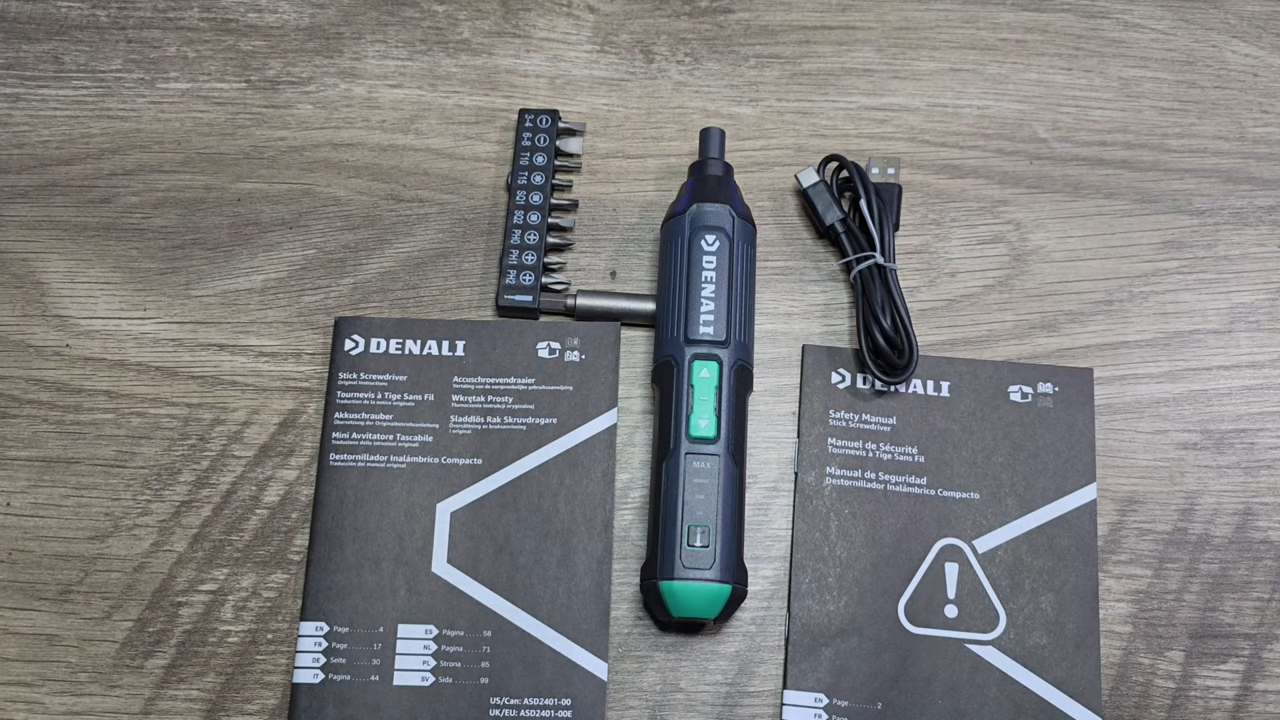 3-4
6-8
T10
T15
SQ1
SQ2
PH0
PH1
PH2
DENALI
MAX
DENALI
Stick Screwdriver
Original Instructions
Tournevis à Tige Sans Fil
Traduction de la notice originale
Akkuschrauber
Übersetzung der Originalbetriebsanleitung
Mini Avvitatore Tascabile
Traduzione delle istruzioni originali
Destornillador Inalámbrico Compacto
Traducción del manual original
Accuschroevendraaier
Vertaling van de oorspronkelijke gebruiksaanwijzing
Wkrętak Prosty
Tłumaczenie instrukcji oryginalnej
Sladdlös Rak Skruvdragare
Översättning av bruksanvisning
i original
EN Page........4
FR Page.......17
DE Seite .....30
IT Pagina ....44
ES Página.....58
NL Pagina.....71
PL Strona.....85
SV Sida.......99
US/Can: ASD2401-00
UK/EU: ASD2401-00E
DENALI
Safety Manual
Stick Screwdriver
Manuel de Sécurité
Tournevis à Tige Sans Fil
Manual de Seguridad
Destornillador Inalámbrico Compacto
EN Page........2
FR Page